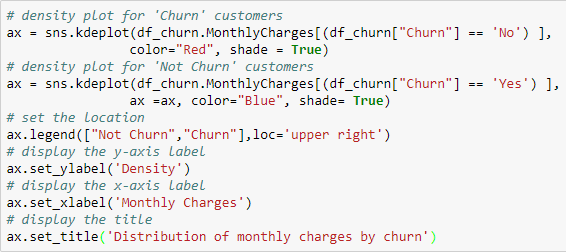 # density plot for 'Churn' customers
ax = sns.kdeplot(df_churn.MonthlyCharges[(df_churn["Churn"] == 'No') ],
                color="Red", shade = True)
# density plot for 'Not Churn' customers
ax = sns.kdeplot(df_churn.MonthlyCharges[(df_churn["Churn"] == 'Yes') ],
                ax =ax, color="Blue", shade= True)
# set the location
ax.legend(["Not Churn","Churn"],loc='upper right')
# display the y-axis label
ax.set_ylabel('Density')
# display the x-axis label
ax.set_xlabel('Monthly Charges')
# display the title
ax.set_title('Distribution of monthly charges by churn')